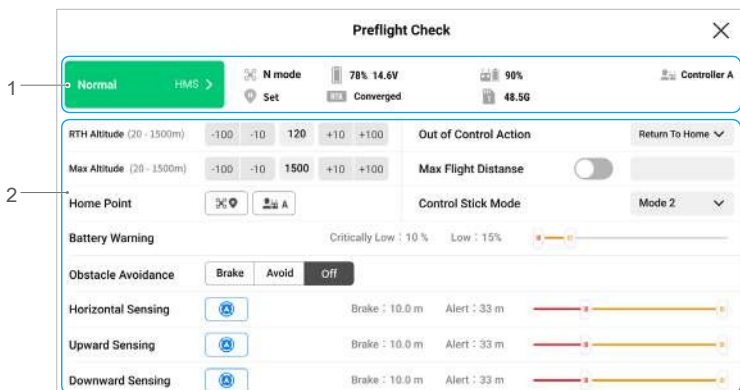 Preflight Check
1
Normal HMS > N mode 78% 14.6V 90% Controller A
Set RTK Converged 48.5G
2
RTH Altitude (20 - 1500m) -100 -10 120 +10 +100 Out of Control Action Return To Home
Max Altitude (20 - 1500m) -100 -10 1500 +10 +100 Max Flight Distanse
Home Point A Control Stick Mode Mode 2
Battery Warning Critically Low : 10 % Low : 15%
Obstacle Avoidance Brake Avoid Off
Horizontal Sensing A Brake : 10.0 m Alert : 33 m
Upward Sensing A Brake : 10.0 m Alert : 33 m
Downward Sensing A Brake : 10.0 m Alert : 33 m